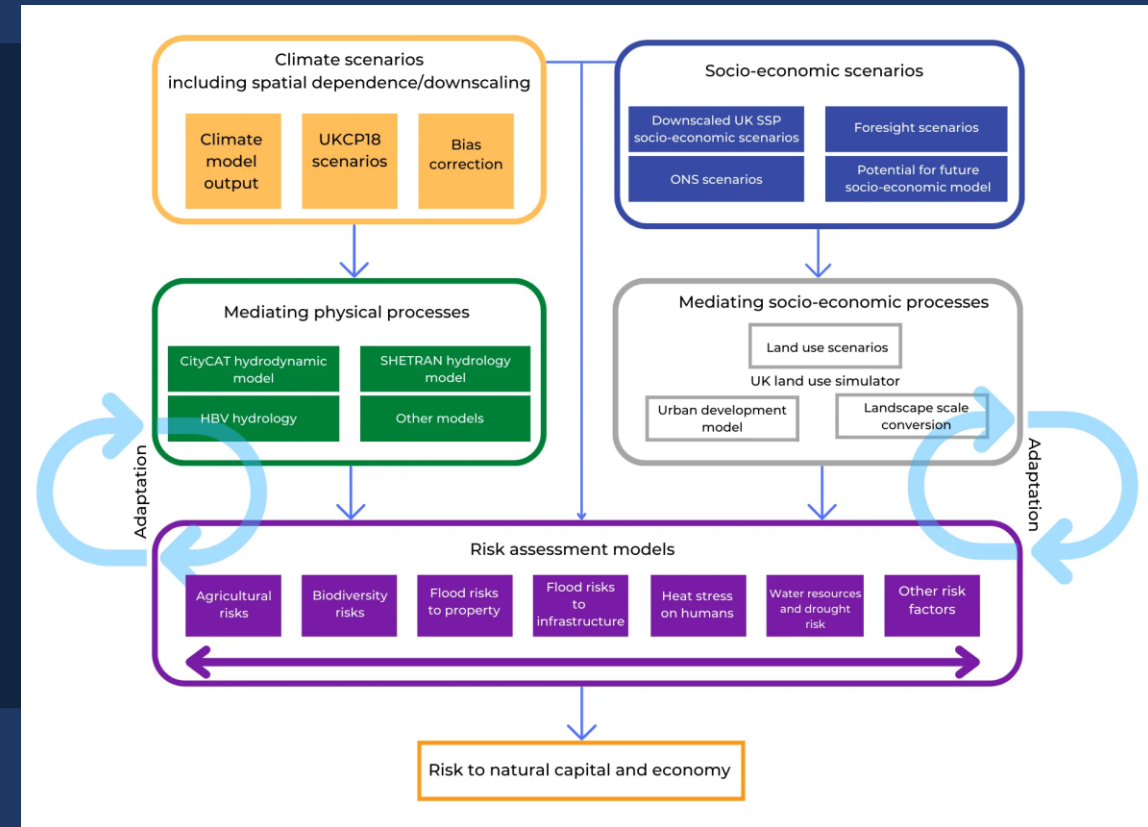 Climate scenarios
including spatial dependence/downscaling
Climate
model
output
UKCP18
scenarios
Bias
correction
Socio-economic scenarios
Downscaled UK SSP
socio-economic scenarios
Foresight scenarios
ONS scenarios
Potential for future
socio-economic model
Mediating physical processes
CityCAT hydrodynamic
model
SHETRAN hydrology
model
HBV hydrology
Other models
Mediating socio-economic processes
Land use scenarios
UK land use simulator
Urban development
model
Landscape scale
conversion
Adaptation
Adaptation
Risk assessment models
Agricultural
risks
Biodiversity
risks
Flood risks
to property
Flood risks
to
infrastructure
Heat stress
on humans
Water resources
and drought
risk
Other risk
factors
Risk to natural capital and economy